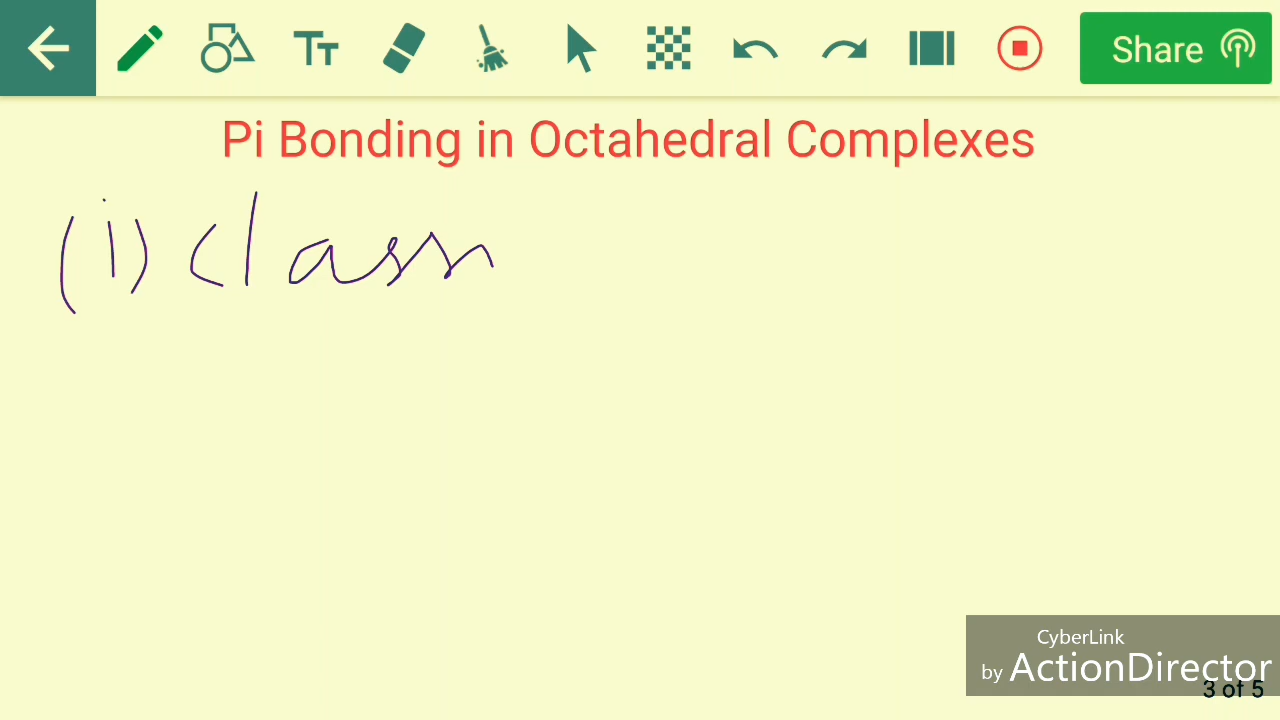 Share
Pi Bonding in Octahedral Complexes
(i) class
CyberLink
by ActionDirector
3 of 5